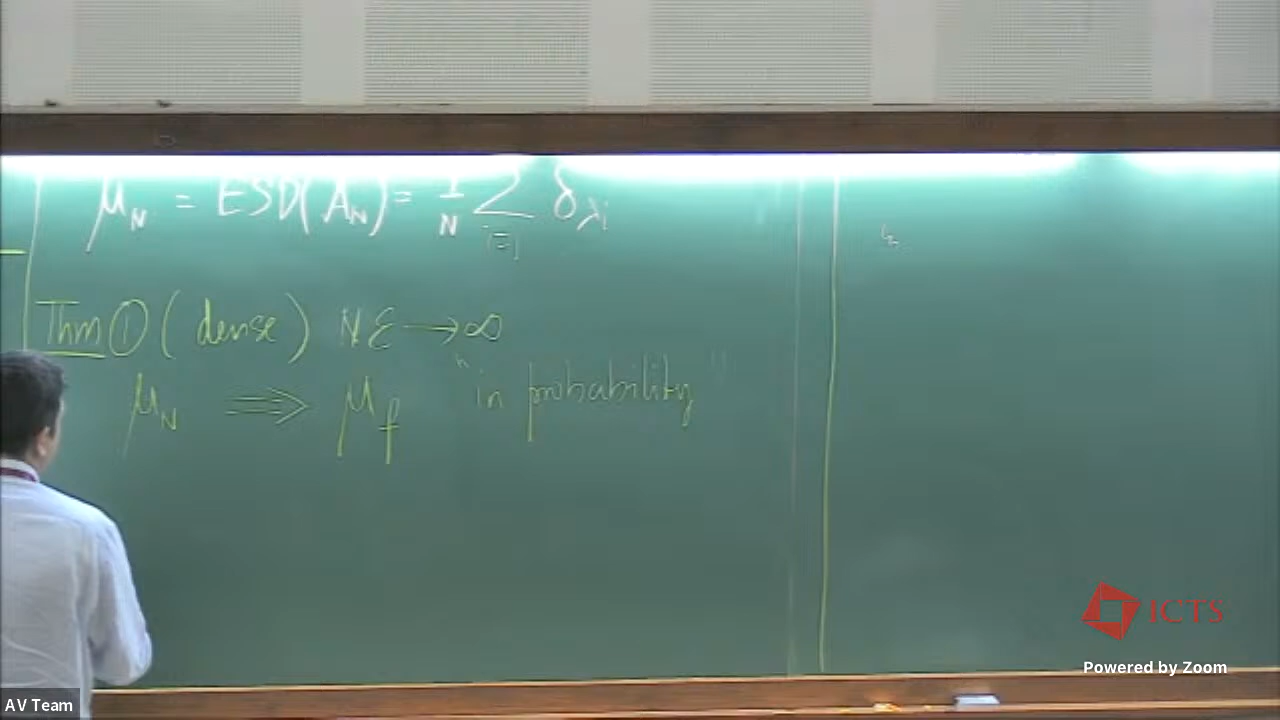 μ_N = ESD(A_N) = 1/N Σ_{i=1} δ_{λi}
Thm ① (dense) Nε → ∞
μ_N ⇒ μ_f "in probability"
ICTS
Powered by Zoom
AV Team